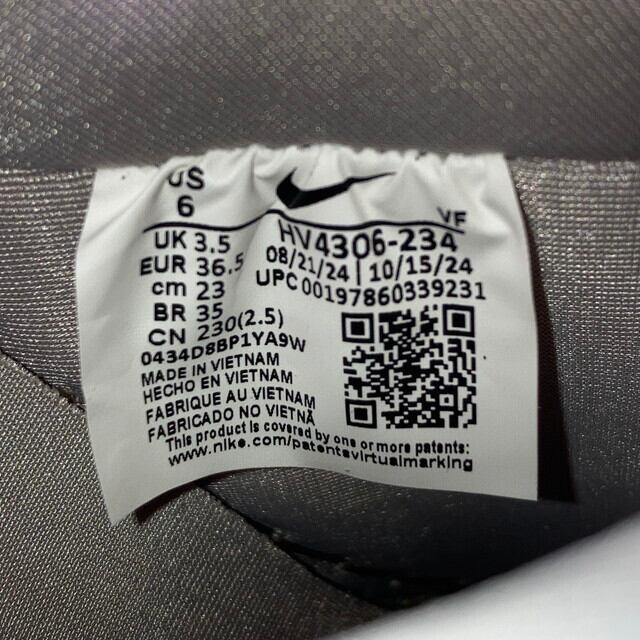 US
6
VF
UK 3.5
EUR 36.5
cm 23
BR 35
CN 230(2.5)
HV4306-234
08/21/24 | 10/15/24
UPC 00197860339231
0434D8BP1YA9W
MADE IN VIETNAM
HECHO EN VIETNAM
FABRIQUE AU VIETNAM
FABRICADO NO VIETNÃ
This product is covered by one or more patents:
www.nike.com/patentsvirtualmarking